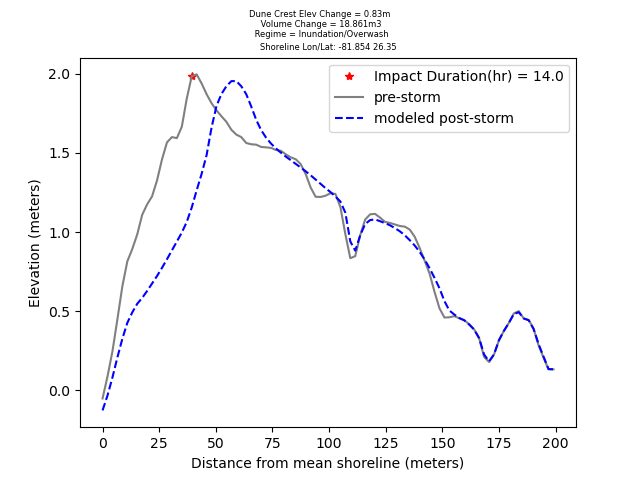 Dune Crest Elev Change = 0.83m
Volume Change = 18.861m3
Regime = Inundation/Overwash
Shoreline Lon/Lat: -81.854 26.35
Impact Duration(hr) = 14.0
pre-storm
modeled post-storm
Elevation (meters)
2.0
1.5
1.0
0.5
0.0
0 25 50 75 100 125 150 175 200
Distance from mean shoreline (meters)